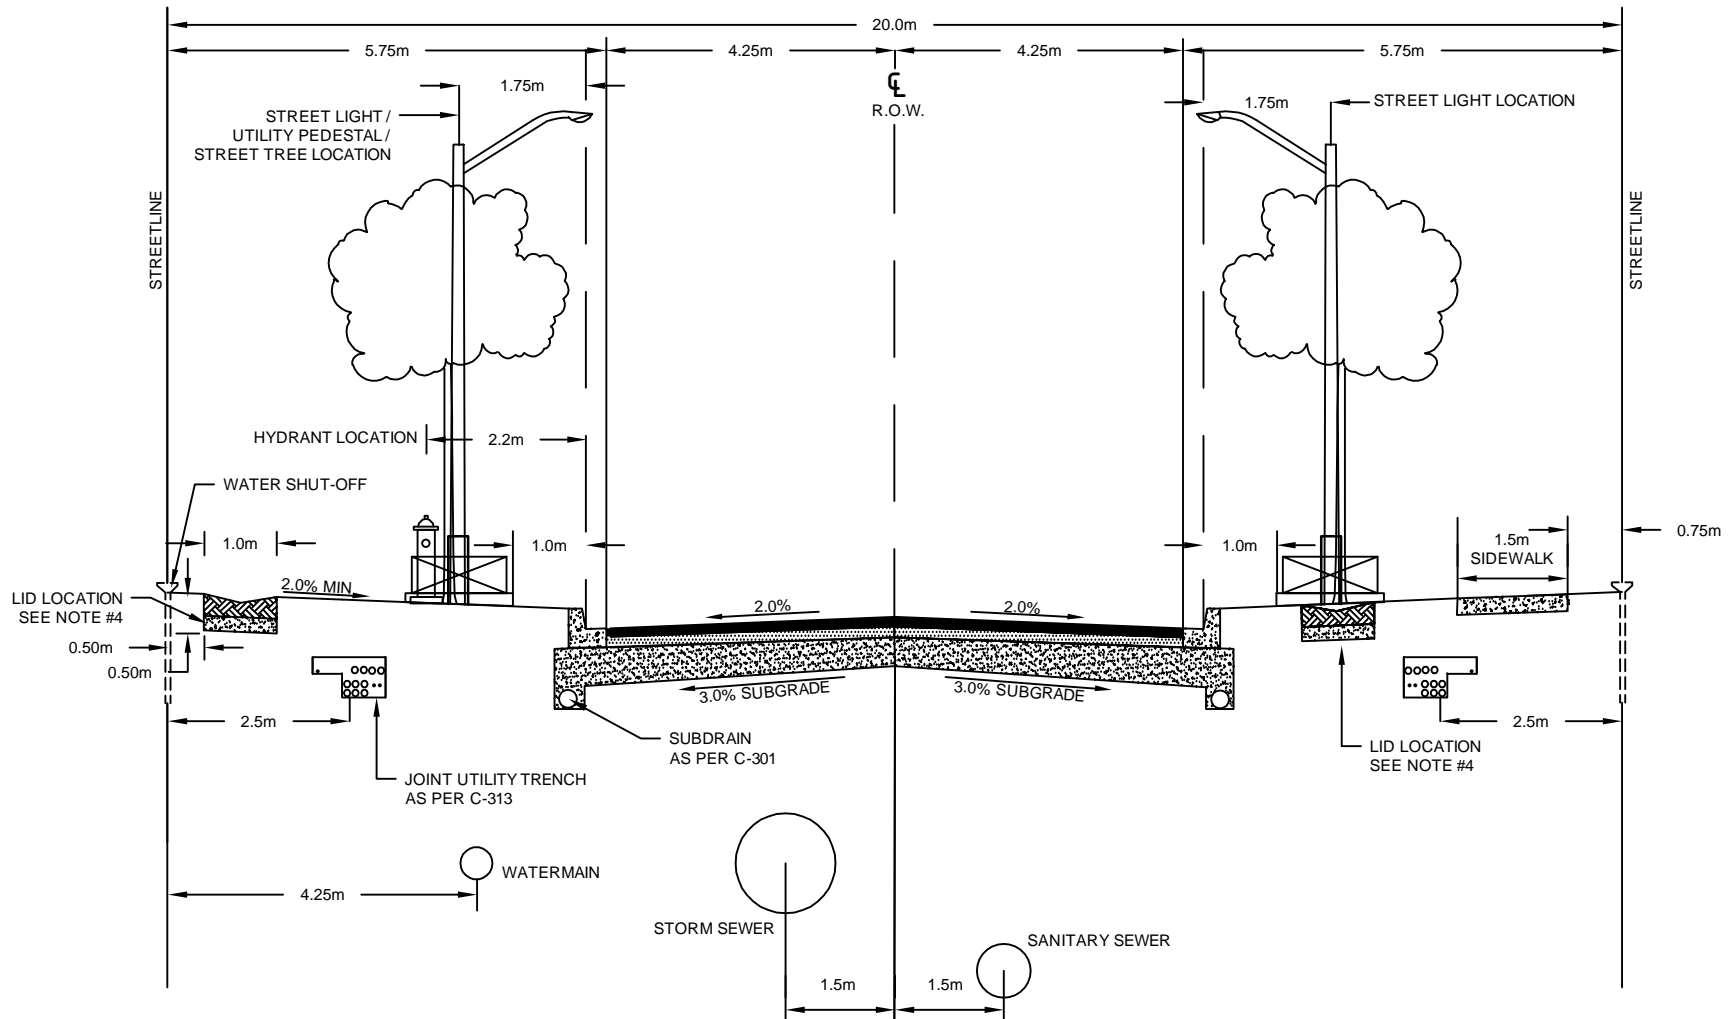 20.0m
5.75m
4.25m
4.25m
5.75m
1.75m
CL
R.O.W.
1.75m
STREET LIGHT LOCATION
STREET LIGHT /
UTILITY PEDESTAL /
STREET TREE LOCATION
STREETLINE
STREETLINE
HYDRANT LOCATION
2.2m
WATER SHUT-OFF
1.0m
1.0m
1.0m
1.5m
SIDEWALK
0.75m
LID LOCATION
SEE NOTE #4
2.0% MIN
2.0%
2.0%
0.50m
0.50m
3.0% SUBGRADE
3.0% SUBGRADE
2.5m
2.5m
SUBDRAIN
AS PER C-301
LID LOCATION
SEE NOTE #4
JOINT UTILITY TRENCH
AS PER C-313
WATERMAIN
4.25m
STORM SEWER
SANITARY SEWER
1.5m
1.5m